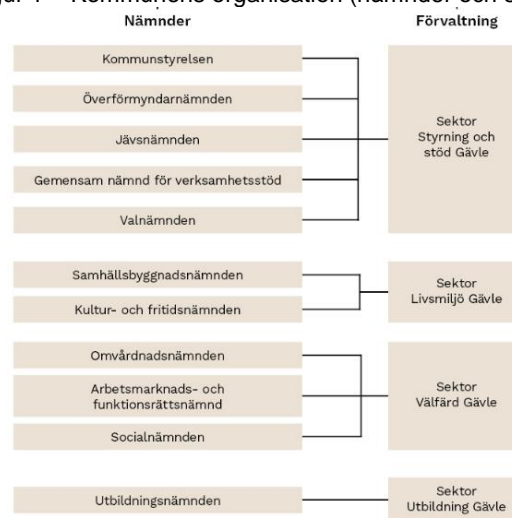 Nämnder
Förvaltning
Kommunstyrelsen
Överförmyndarnämnden
Jävsnämnden
Gemensam nämnd för verksamhetsstöd
Valnämnden
Sektor
Styrning och
stöd Gävle
Samhällsbyggnadsnämnden
Kultur- och fritidsnämnden
Sektor
Livsmiljö Gävle
Omvårdnadsnämnden
Arbetsmarknads- och
funktionsrättsnämnd
Socialnämnden
Sektor
Välfärd Gävle
Utbildningsnämnden
Sektor
Utbildning Gävle